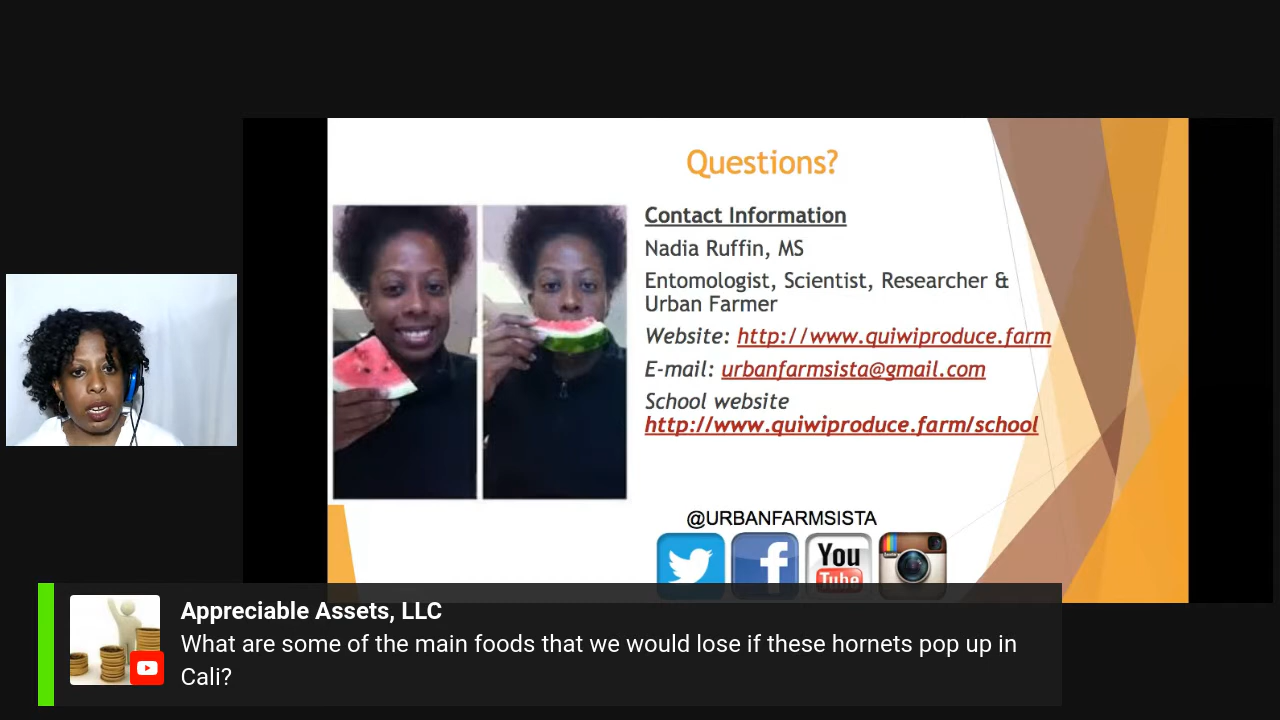 Questions?
Contact Information
Nadia Ruffin, MS
Entomologist, Scientist, Researcher &
Urban Farmer
Website: http://www.quiwiproduce.farm
E-mail: urbanfarmsista@gmail.com
School website
http://www.quiwiproduce.farm/school
@URBANFARMSISTA
You
Tube
Appreciable Assets, LLC
What are some of the main foods that we would lose if these hornets pop up in
Cali?